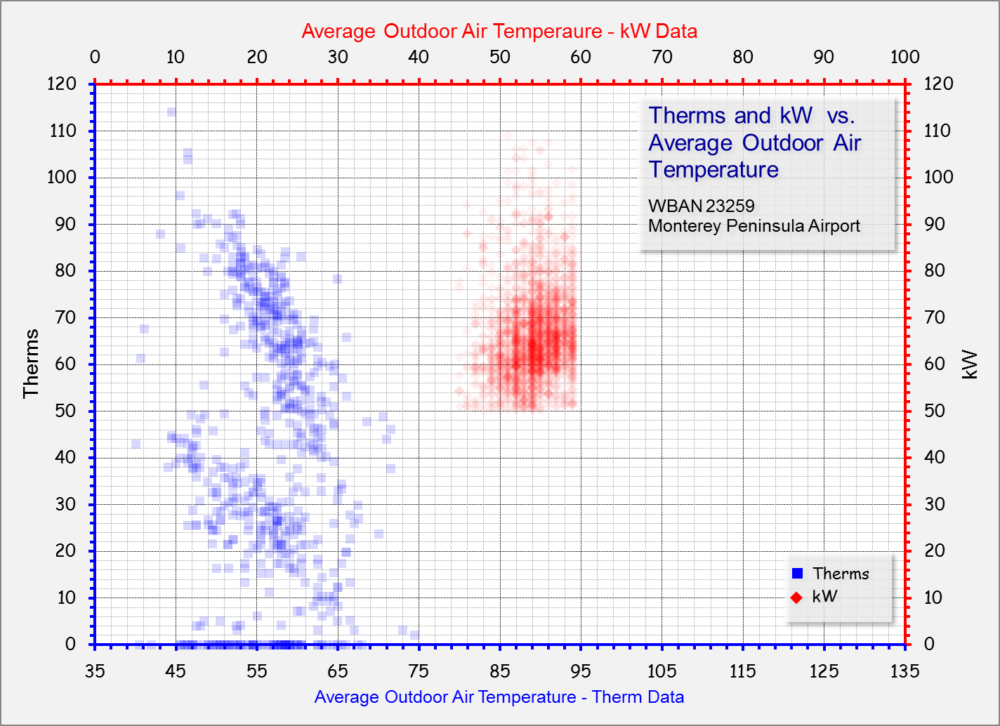 Average Outdoor Air Temperaure - kW Data
0 10 20 30 40 50 60 70 80 90 100
120 120
Therms and kW vs.
Average Outdoor Air
Temperature
WBAN 23259
Monterey Peninsula Airport
110 110
100 100
90 90
80 80
70 70
60 60
50 50
40 40
30 30
20 20
10 10
0 0
Therms
kW
Therms
kW
35 45 55 65 75 85 95 105 115 125 135
Average Outdoor Air Temperature - Therm Data